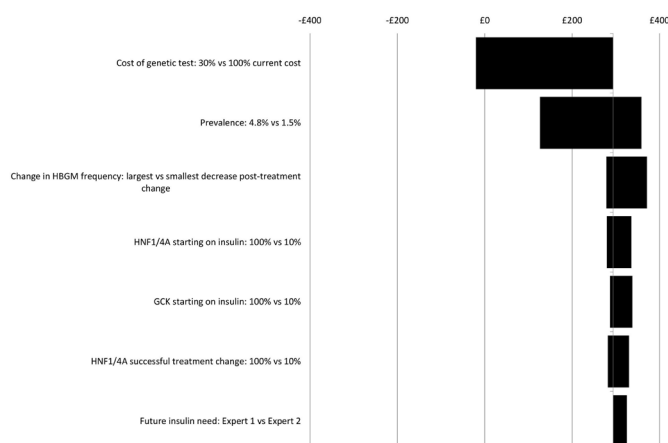 -£400 -£200 £0 £200 £400
Cost of genetic test: 30% vs 100% current cost
Prevalence: 4.8% vs 1.5%
Change in HBGM frequency: largest vs smallest decrease post-treatment
change
HNF1/4A starting on insulin: 100% vs 10%
GCK starting on insulin: 100% vs 10%
HNF1/4A successful treatment change: 100% vs 10%
Future insulin need: Expert 1 vs Expert 2